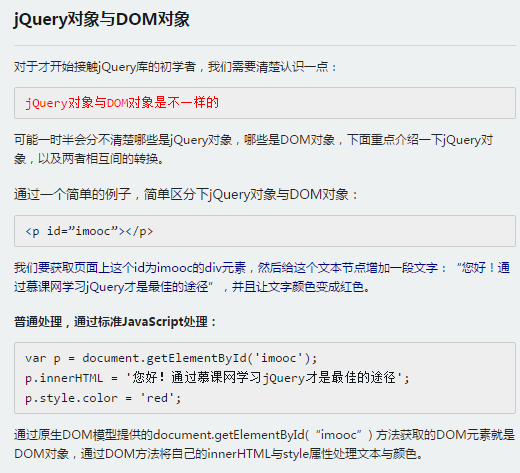 jQuery对象与DOM对象
对于才开始接触jQuery库的初学者，我们需要清楚认识一点：
jQuery对象与DOM对象是不一样的
可能一时半会分不清楚哪些是jQuery对象，哪些是DOM对象，下面重点介绍一下jQuery对
象，以及两者相互间的转换。
通过一个简单的例子，简单区分下jQuery对象与DOM对象：
<p id=”imooc”></p>
我们要获取页面上这个id为imooc的div元素，然后给这个文本节点增加一段文字：“您好！通
过慕课网学习jQuery才是最佳的途径”，并且让文字颜色变成红色。
普通处理，通过标准JavaScript处理：
var p = document.getElementById('imooc');
p.innerHTML = '您好！通过慕课网学习jQuery才是最佳的途径';
p.style.color = 'red';
通过原生DOM模型提供的document.getElementById(“imooc”) 方法获取的DOM元素就是
DOM对象，通过DOM方法将自己的innerHTML与style属性处理文本与颜色。